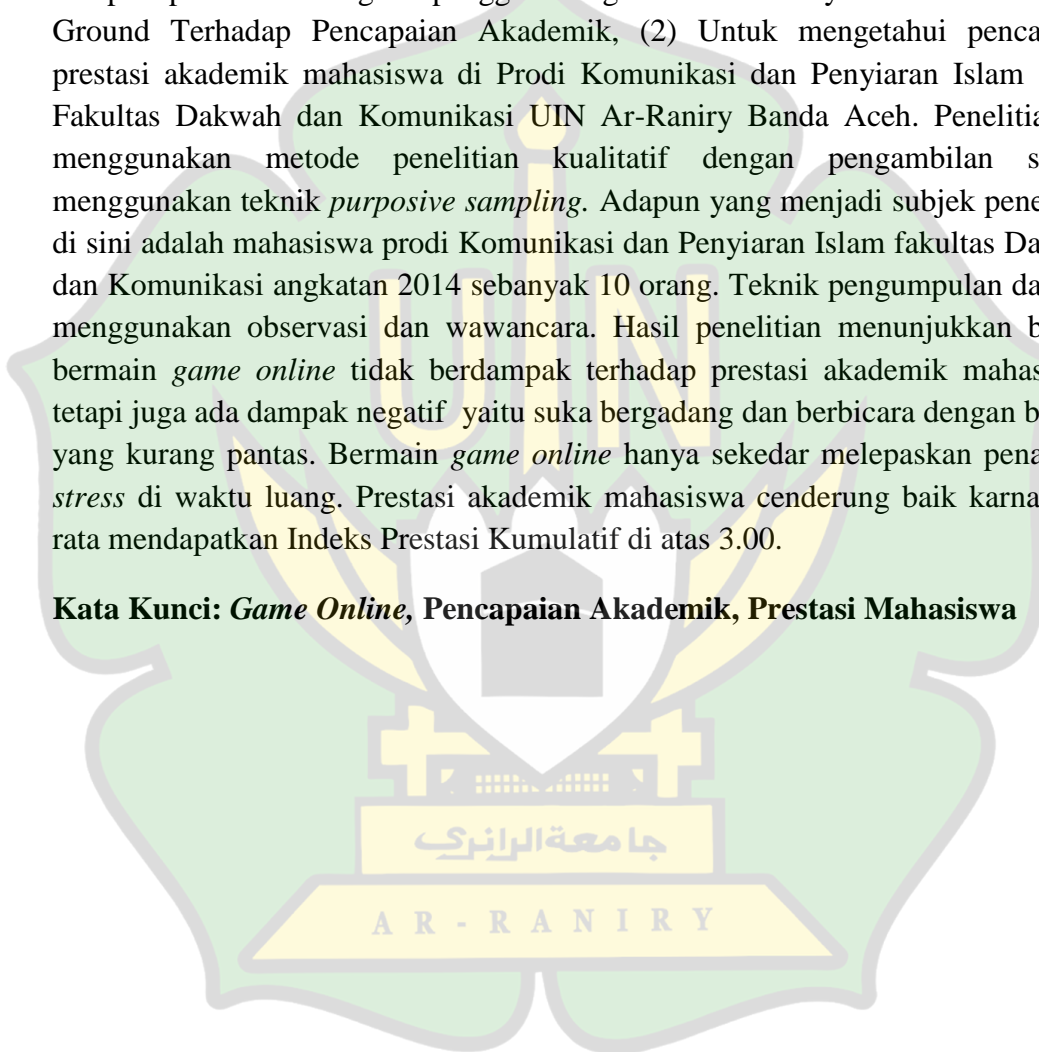 Ground Terhadap Pencapaian Akademik, (2) Untuk mengetahui penca
prestasi akademik mahasiswa di Prodi Komunikasi dan Penyiaran Islam
Fakultas Dakwah dan Komunikasi UIN Ar-Raniry Banda Aceh. Peneliti
menggunakan metode penelitian kualitatif dengan pengambilan s
menggunakan teknik purposive sampling. Adapun yang menjadi subjek pene
di sini adalah mahasiswa prodi Komunikasi dan Penyiaran Islam fakultas Da
dan Komunikasi angkatan 2014 sebanyak 10 orang. Teknik pengumpulan da
menggunakan observasi dan wawancara. Hasil penelitian menunjukkan b
bermain game online tidak berdampak terhadap prestasi akademik mahas
tetapi juga ada dampak negatif yaitu suka bergadang dan berbicara dengan b
yang kurang pantas. Bermain game online hanya sekedar melepaskan pena
stress di waktu luang. Prestasi akademik mahasiswa cenderung baik karna
rata mendapatkan Indeks Prestasi Kumulatif di atas 3.00.
Kata Kunci: Game Online, Pencapaian Akademik, Prestasi Mahasiswa
UIN
جامعةالرانري
AR-RANIRY